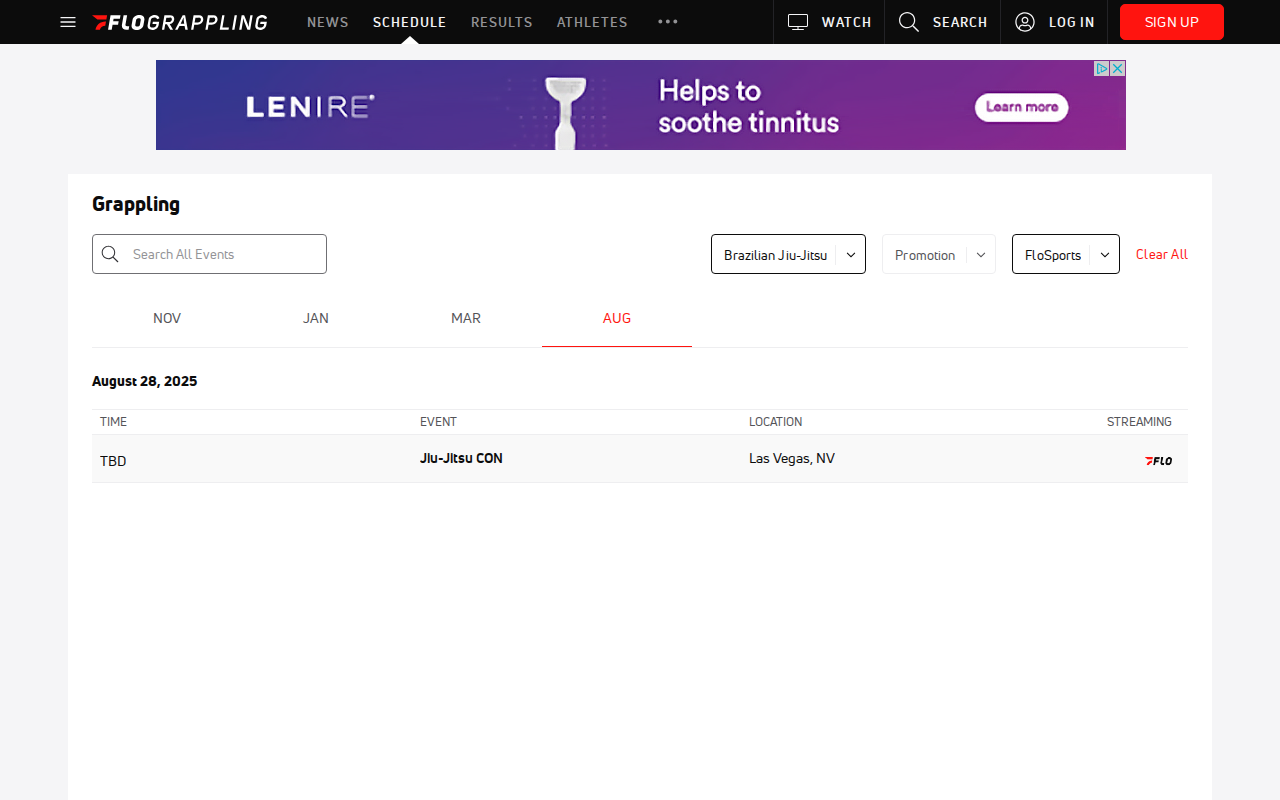 FLOGRAPPLING NEWS SCHEDULE RESULTS ATHLETES WATCH SEARCH LOG IN SIGN UP
LENIRE Helps to soothe tinnitus Learn more
Grappling
Search All Events Brazilian Jiu-Jitsu Promotion FloSports Clear All
NOV JAN MAR AUG
August 28, 2025
TIME EVENT LOCATION STREAMING
TBD Jiu-Jitsu CON Las Vegas, NV FLO